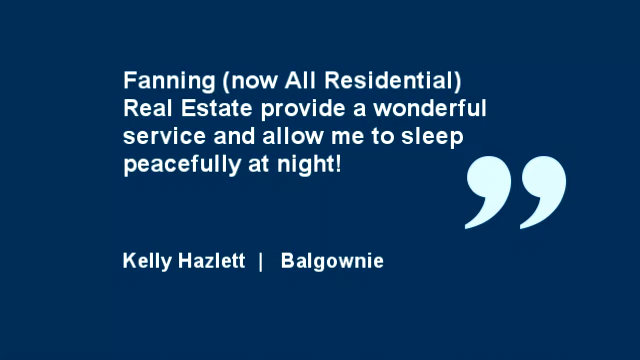 Fanning (now All Residential)
Real Estate provide a wonderful
service and allow me to sleep
peacefully at night!
”
Kelly Hazlett | Balgownie